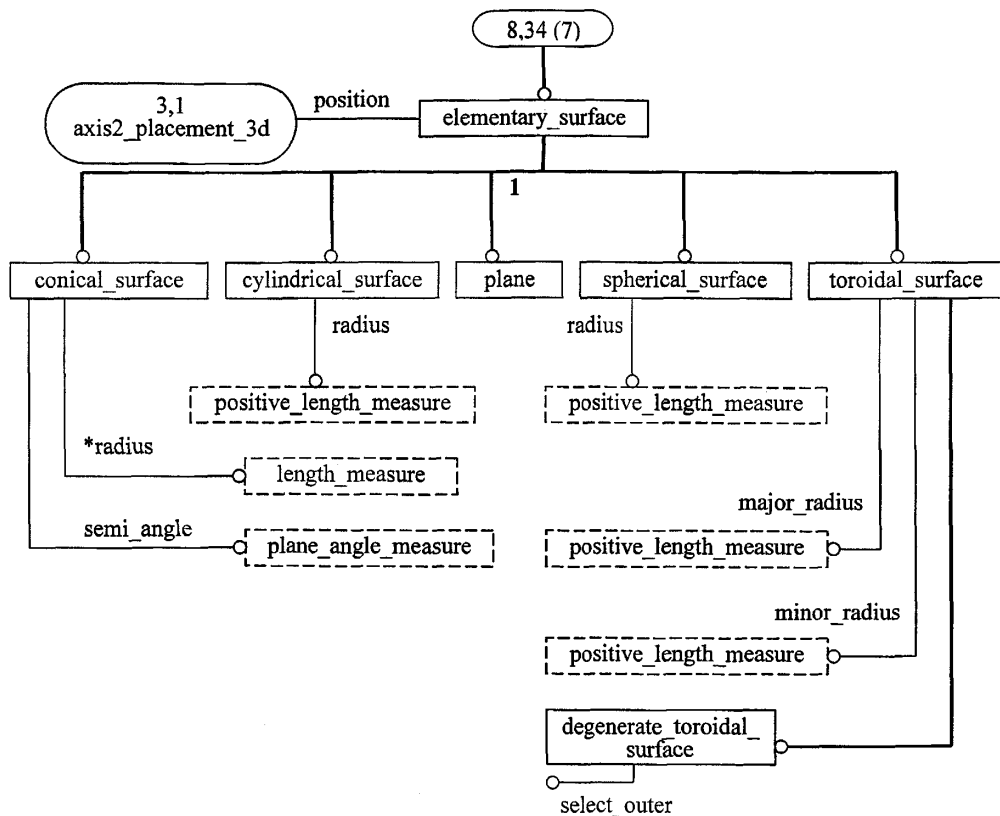 8,34 (7)
3,1
axis2_placement_3d
position
elementary_surface
1
conical_surface
cylindrical_surface
plane
spherical_surface
toroidal_surface
radius
radius
positive_length_measure
positive_length_measure
*radius
length_measure
major_radius
semi_angle
plane_angle_measure
positive_length_measure
minor_radius
positive_length_measure
degenerate_toroidal_
surface
select_outer